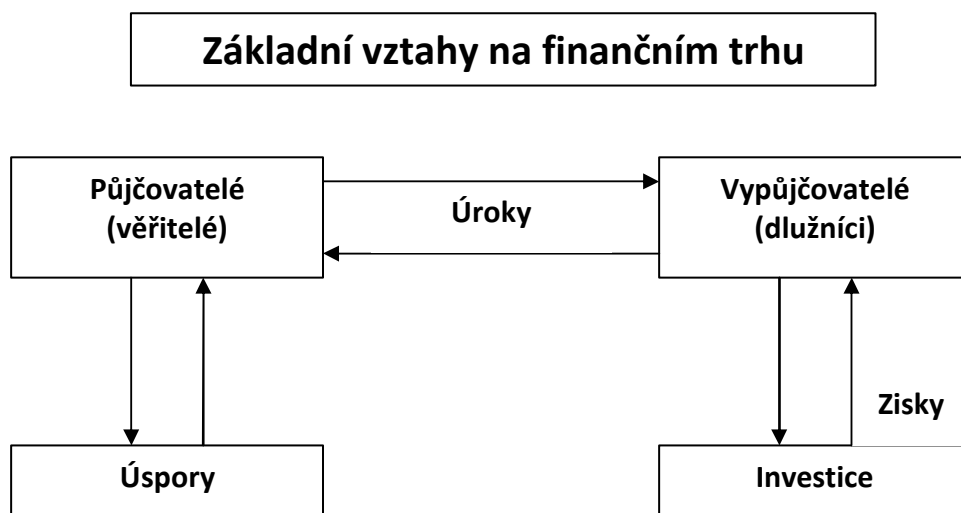 Základní vztahy na finančním trhu
Půjčovatelé
(věřitelé)
Úroky
Vypůjčovatelé
(dlužníci)
Zisky
Úspory
Investice